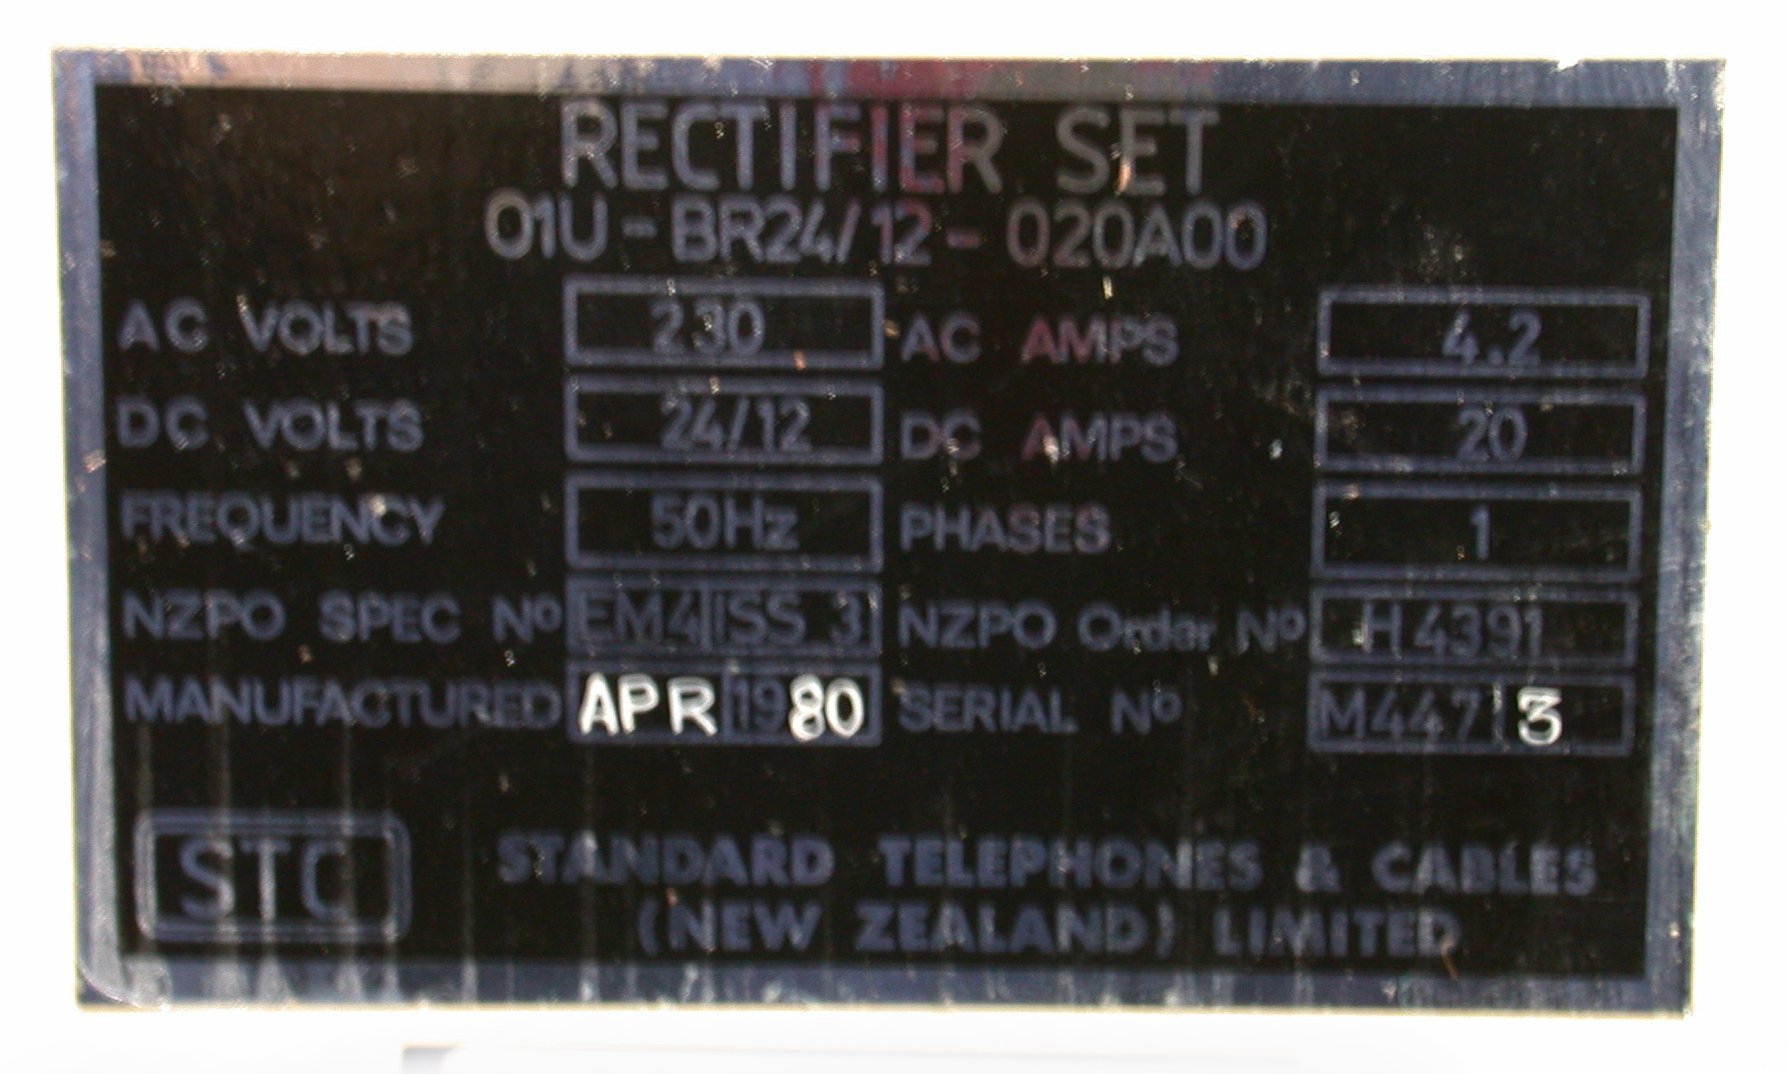 RECTIFIER SET
01U-BR24/12-020A00
AC VOLTS 230 AC AMPS 4.2
DC VOLTS 24/12 DC AMPS 20
FREQUENCY 50Hz PHASES 1
NZPO SPEC Nº EM4 ISS 3 NZPO Order Nº H4391
MANUFACTURED APR 1980 SERIAL Nº M447 3
STC STANDARD TELEPHONES & CABLES
(NEW ZEALAND) LIMITED